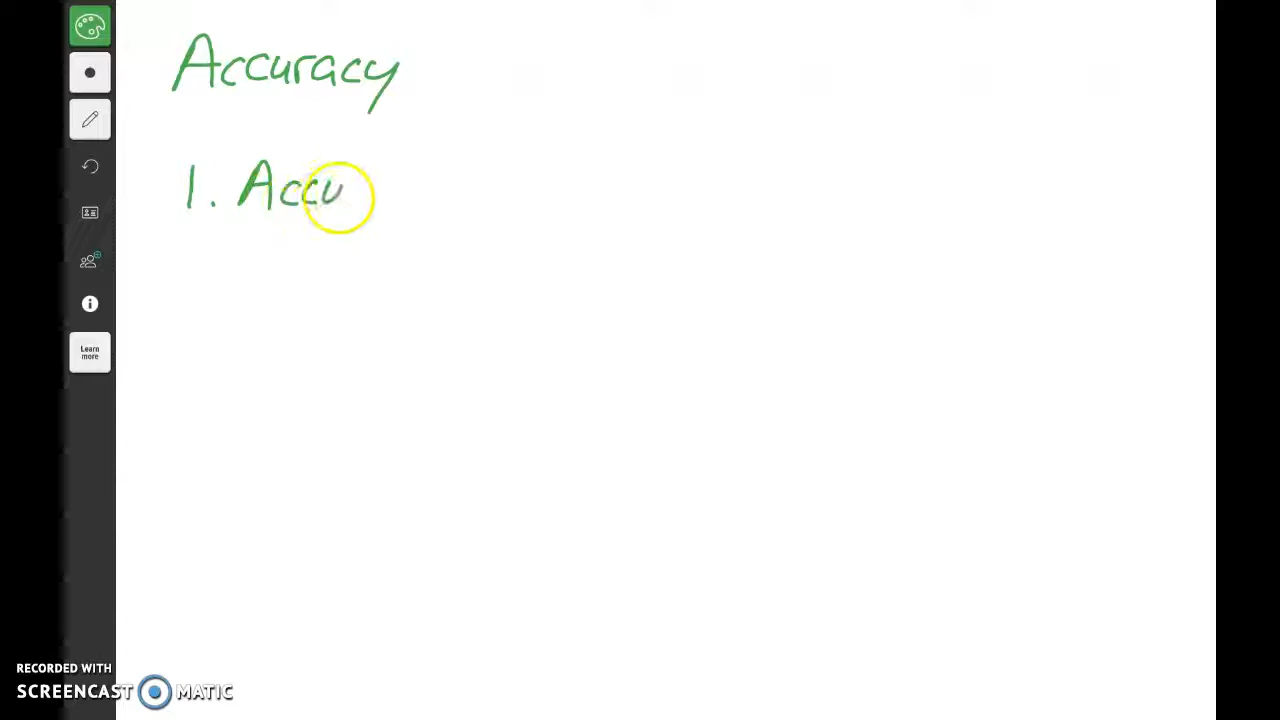 Accuracy
1. Accu
Learn
more
RECORDED WITH
SCREENCAST MATIC